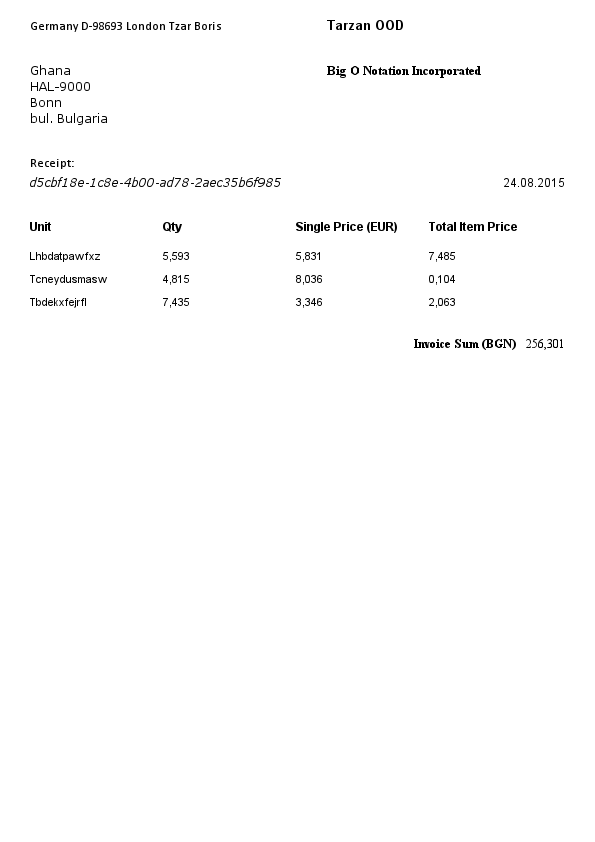 Germany D-98693 London Tzar Boris
Tarzan OOD
Ghana
HAL-9000
Bonn
bul. Bulgaria
Big O Notation Incorporated
Receipt:
d5cbf18e-1c8e-4b00-ad78-2aec35b6f985 24.08.2015
Unit Qty Single Price (EUR) Total Item Price
Lhbdatpawfxz 5,593 5,831 7,485
Tcneydusmasw 4,815 8,036 0,104
Tbdekxfejrfl 7,435 3,346 2,063
Invoice Sum (BGN) 256,301